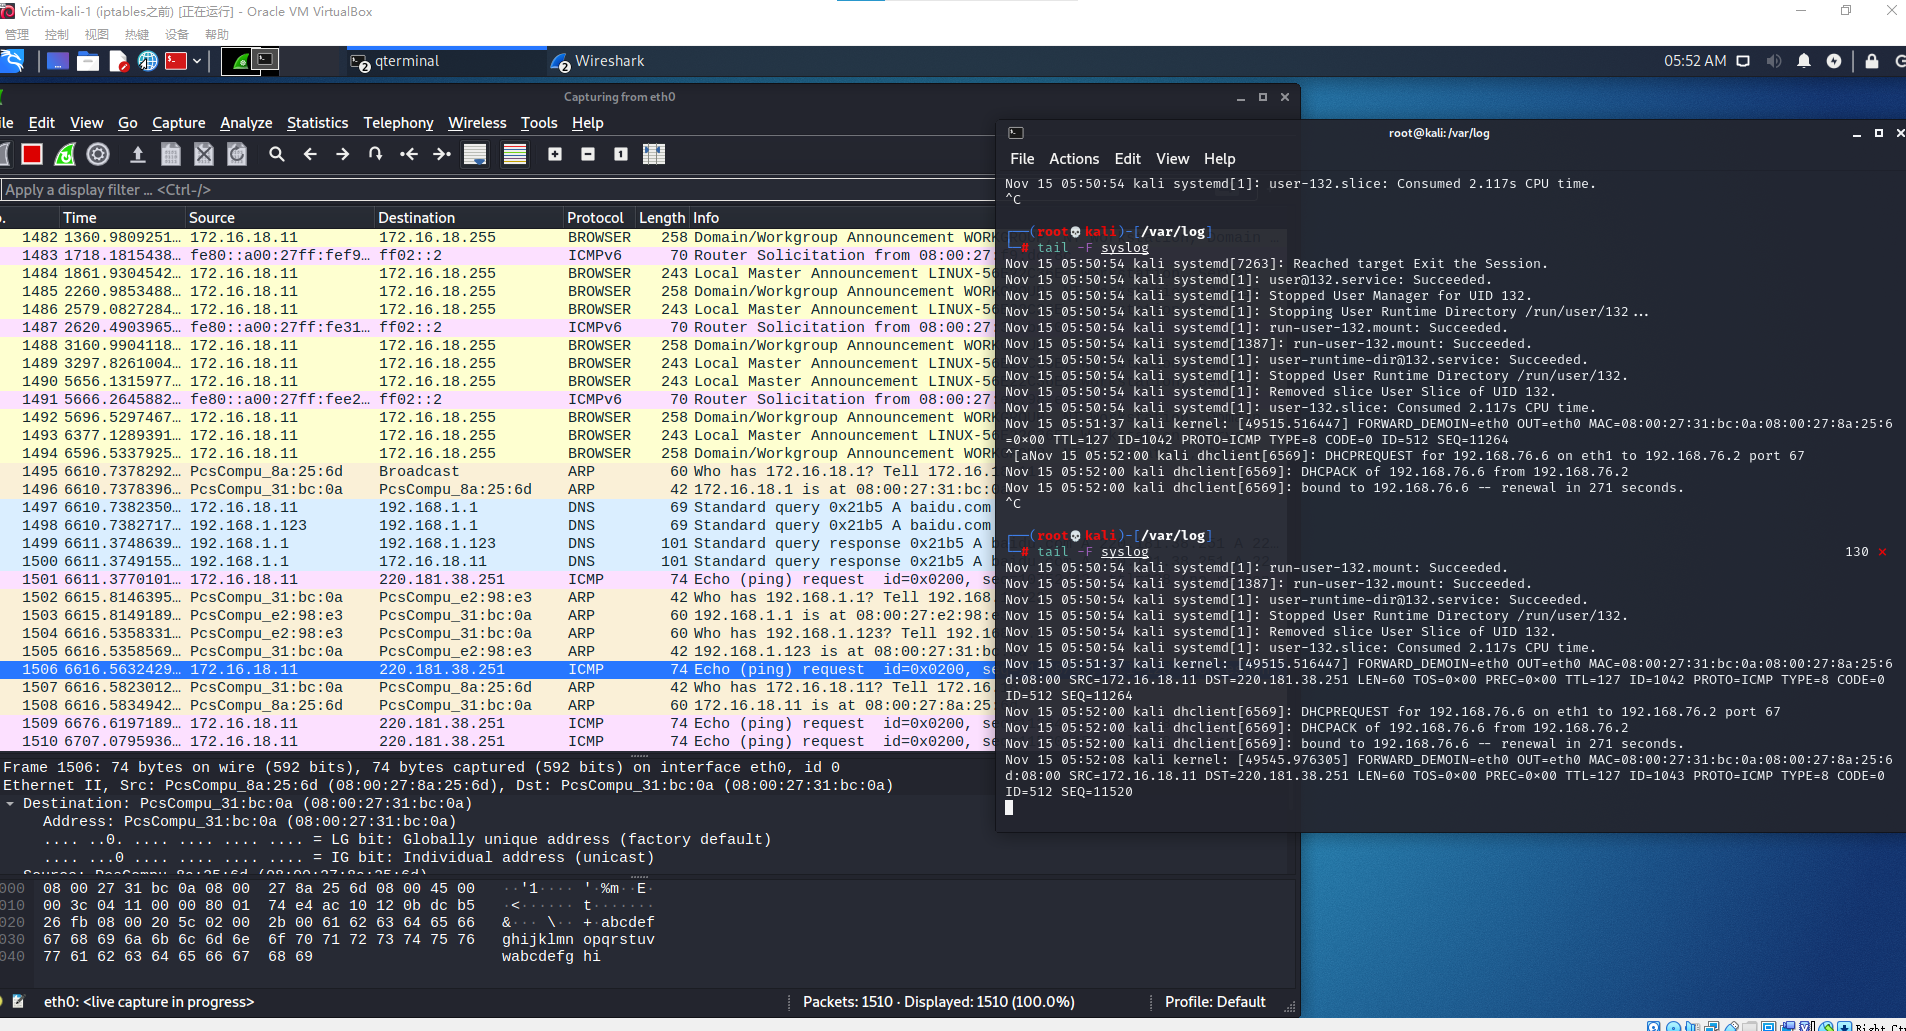 Victim-kali-1 (iptables之前) [正在运行] - Oracle VM VirtualBox
管理 控制 视图 热键 设备 帮助
qterminal
Wireshark
05:52 AM
Capturing from eth0
ile Edit View Go Capture Analyze Statistics Telephony Wireless Tools Help
Apply a display filter … <Ctrl-/>
o. Time Source Destination Protocol Length Info
1482 1360.9809251… 172.16.18.11 172.16.18.255 BROWSER 258 Domain/Workgroup Announcement WORK
1483 1718.1815438… fe80::a00:27ff:fef9… ff02::2 ICMPv6 70 Router Solicitation from 08:00:27:
1484 1861.9304542… 172.16.18.11 172.16.18.255 BROWSER 243 Local Master Announcement LINUX-56
1485 2260.9853488… 172.16.18.11 172.16.18.255 BROWSER 258 Domain/Workgroup Announcement WORK
1486 2579.0827284… 172.16.18.11 172.16.18.255 BROWSER 243 Local Master Announcement LINUX-56
1487 2620.4903965… fe80::a00:27ff:fe31… ff02::2 ICMPv6 70 Router Solicitation from 08:00:27:
1488 3160.9904118… 172.16.18.11 172.16.18.255 BROWSER 258 Domain/Workgroup Announcement WORK
1489 3297.8261004… 172.16.18.11 172.16.18.255 BROWSER 243 Local Master Announcement LINUX-56
1490 5656.1315977… 172.16.18.11 172.16.18.255 BROWSER 243 Local Master Announcement LINUX-56
1491 5666.2645882… fe80::a00:27ff:fee2… ff02::2 ICMPv6 70 Router Solicitation from 08:00:27:
1492 5696.5297467… 172.16.18.11 172.16.18.255 BROWSER 258 Domain/Workgroup Announcement WORK
1493 6377.1289391… 172.16.18.11 172.16.18.255 BROWSER 243 Local Master Announcement LINUX-56
1494 6596.5337925… 172.16.18.11 172.16.18.255 BROWSER 258 Domain/Workgroup Announcement WORK
1495 6610.7378292… PcsCompu_8a:25:6d Broadcast ARP 60 Who has 172.16.18.1? Tell 172.16.1
1496 6610.7378396… PcsCompu_31:bc:0a PcsCompu_8a:25:6d ARP 42 172.16.18.1 is at 08:00:27:31:bc:0
1497 6610.7382350… 172.16.18.11 192.168.1.1 DNS 69 Standard query 0x21b5 A baidu.com
1498 6610.7382717… 192.168.1.123 192.168.1.1 DNS 69 Standard query 0x21b5 A baidu.com
1499 6611.3748639… 192.168.1.1 192.168.1.123 DNS 101 Standard query response 0x21b5 A b
1500 6611.3749155… 192.168.1.1 172.16.18.11 DNS 101 Standard query response 0x21b5 A b
1501 6611.3770101… 172.16.18.11 220.181.38.251 ICMP 74 Echo (ping) request id=0x0200, se
1502 6615.8146395… PcsCompu_31:bc:0a PcsCompu_e2:98:e3 ARP 42 Who has 192.168.1.1? Tell 192.168
1503 6615.8149189… PcsCompu_e2:98:e3 PcsCompu_31:bc:0a ARP 60 192.168.1.1 is at 08:00:27:e2:98:e
1504 6616.5358331… PcsCompu_e2:98:e3 PcsCompu_31:bc:0a ARP 60 Who has 192.168.1.123? Tell 192.16
1505 6616.5358569… PcsCompu_31:bc:0a PcsCompu_e2:98:e3 ARP 42 192.168.1.123 is at 08:00:27:31:bc
1506 6616.5632429… 172.16.18.11 220.181.38.251 ICMP 74 Echo (ping) request id=0x0200, se
1507 6616.5823012… PcsCompu_31:bc:0a PcsCompu_8a:25:6d ARP 42 Who has 172.16.18.11? Tell 172.16.
1508 6616.5834942… PcsCompu_8a:25:6d PcsCompu_31:bc:0a ARP 60 172.16.18.11 is at 08:00:27:8a:25:
1509 6676.6197189… 172.16.18.11 220.181.38.251 ICMP 74 Echo (ping) request id=0x0200, se
1510 6707.0795936… 172.16.18.11 220.181.38.251 ICMP 74 Echo (ping) request id=0x0200, se
Frame 1506: 74 bytes on wire (592 bits), 74 bytes captured (592 bits) on interface eth0, id 0
Ethernet II, Src: PcsCompu_8a:25:6d (08:00:27:8a:25:6d), Dst: PcsCompu_31:bc:0a (08:00:27:31:bc:0a)
Destination: PcsCompu_31:bc:0a (08:00:27:31:bc:0a)
Address: PcsCompu_31:bc:0a (08:00:27:31:bc:0a)
.... ..0. .... .... .... .... = LG bit: Globally unique address (factory default)
.... ...0 .... .... .... .... = IG bit: Individual address (unicast)
Source: PcsCompu_8a:25:6d (08:00:27:8a:25:6d)
000 08 00 27 31 bc 0a 08 00 27 8a 25 6d 08 00 45 00 ··'1···· '·%m··E·
010 00 3c 04 11 00 00 80 01 74 e4 ac 10 12 0b dc b5 ·<······ t·······
020 26 fb 08 00 20 5c 02 00 2b 00 61 62 63 64 65 66 &··· \·· +·abcdef
030 67 68 69 6a 6b 6c 6d 6e 6f 70 71 72 73 74 75 76 ghijklmn opqrstuv
040 77 61 62 63 64 65 66 67 68 69 wabcdefg hi
eth0: <live capture in progress> Packets: 1510 · Displayed: 1510 (100.0%) Profile: Default
root@kali: /var/log
File Actions Edit View Help
Nov 15 05:50:54 kali systemd[1]: user-132.slice: Consumed 2.117s CPU time.
^C
(root kali)-[/var/log]
# tail -F syslog
Nov 15 05:50:54 kali systemd[7263]: Reached target Exit the Session.
Nov 15 05:50:54 kali systemd[1]: user@132.service: Succeeded.
Nov 15 05:50:54 kali systemd[1]: Stopped User Manager for UID 132.
Nov 15 05:50:54 kali systemd[1]: Stopping User Runtime Directory /run/user/132...
Nov 15 05:50:54 kali systemd[1]: run-user-132.mount: Succeeded.
Nov 15 05:50:54 kali systemd[1387]: run-user-132.mount: Succeeded.
Nov 15 05:50:54 kali systemd[1]: user-runtime-dir@132.service: Succeeded.
Nov 15 05:50:54 kali systemd[1]: Stopped User Runtime Directory /run/user/132.
Nov 15 05:50:54 kali systemd[1]: Removed slice User Slice of UID 132.
Nov 15 05:50:54 kali systemd[1]: user-132.slice: Consumed 2.117s CPU time.
Nov 15 05:51:37 kali kernel: [49515.516447] FORWARD_DEMOIN=eth0 OUT=eth0 MAC=08:00:27:31:bc:0a:08:00:27:8a:25:6
=0×00 TTL=127 ID=1042 PROTO=ICMP TYPE=8 CODE=0 ID=512 SEQ=11264
^[aNov 15 05:52:00 kali dhclient[6569]: DHCPREQUEST for 192.168.76.6 on eth1 to 192.168.76.2 port 67
Nov 15 05:52:00 kali dhclient[6569]: DHCPACK of 192.168.76.6 from 192.168.76.2
Nov 15 05:52:00 kali dhclient[6569]: bound to 192.168.76.6 -- renewal in 271 seconds.
^C
(root kali)-[/var/log]
# tail -F syslog 130 ×
Nov 15 05:50:54 kali systemd[1]: run-user-132.mount: Succeeded.
Nov 15 05:50:54 kali systemd[1387]: run-user-132.mount: Succeeded.
Nov 15 05:50:54 kali systemd[1]: user-runtime-dir@132.service: Succeeded.
Nov 15 05:50:54 kali systemd[1]: Stopped User Runtime Directory /run/user/132.
Nov 15 05:50:54 kali systemd[1]: Removed slice User Slice of UID 132.
Nov 15 05:50:54 kali systemd[1]: user-132.slice: Consumed 2.117s CPU time.
Nov 15 05:51:37 kali kernel: [49515.516447] FORWARD_DEMOIN=eth0 OUT=eth0 MAC=08:00:27:31:bc:0a:08:00:27:8a:25:6
d:08:00 SRC=172.16.18.11 DST=220.181.38.251 LEN=60 TOS=0×00 PREC=0×00 TTL=127 ID=1042 PROTO=ICMP TYPE=8 CODE=0
ID=512 SEQ=11264
Nov 15 05:52:00 kali dhclient[6569]: DHCPREQUEST for 192.168.76.6 on eth1 to 192.168.76.2 port 67
Nov 15 05:52:00 kali dhclient[6569]: DHCPACK of 192.168.76.6 from 192.168.76.2
Nov 15 05:52:00 kali dhclient[6569]: bound to 192.168.76.6 -- renewal in 271 seconds.
Nov 15 05:52:08 kali kernel: [49545.976305] FORWARD_DEMOIN=eth0 OUT=eth0 MAC=08:00:27:31:bc:0a:08:00:27:8a:25:6
d:08:00 SRC=172.16.18.11 DST=220.181.38.251 LEN=60 TOS=0×00 PREC=0×00 TTL=127 ID=1043 PROTO=ICMP TYPE=8 CODE=0
ID=512 SEQ=11520
Right